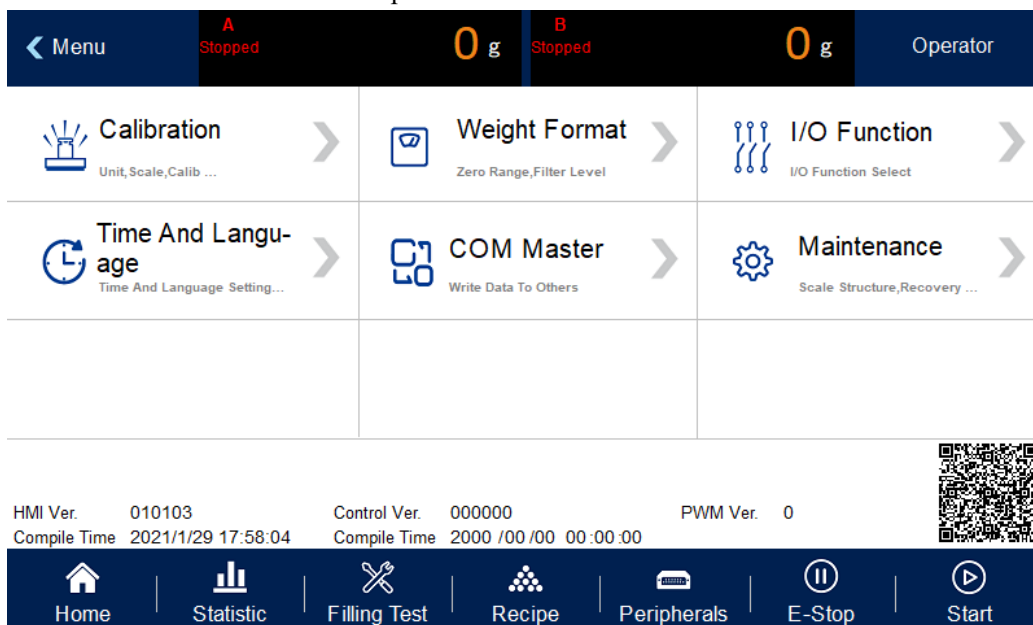 Menu
A
Stopped
0 g
B
Stopped
0 g
Operator
Calibration
Unit,Scale,Calib ...
Weight Format
Zero Range,Filter Level
I/O Function
I/O Function Select
Time And Langu-
age
Time And Language Setting...
COM Master
Write Data To Others
Maintenance
Scale Structure,Recovery ...
HMI Ver. 010103 Control Ver. 000000 PWM Ver. 0
Compile Time 2021/1/29 17:58:04 Compile Time 2000 /00 /00 00 :00 :00
Home Statistic Filling Test Recipe Peripherals E-Stop Start